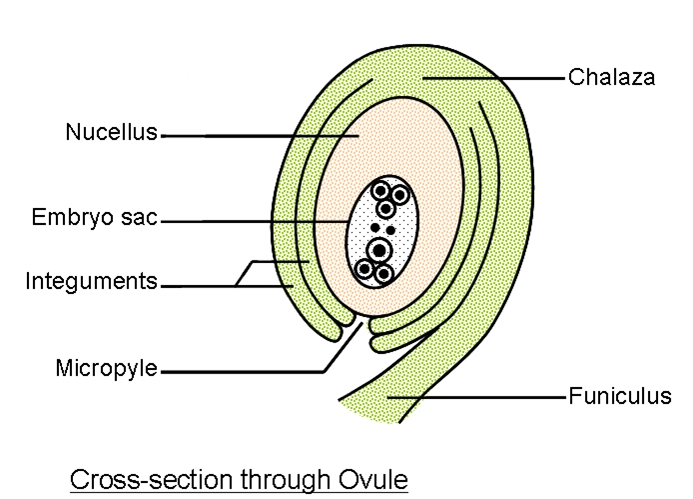 Chalaza
Nucellus
Embryo sac
Integuments
Micropyle
Funiculus
Cross-section through Ovule